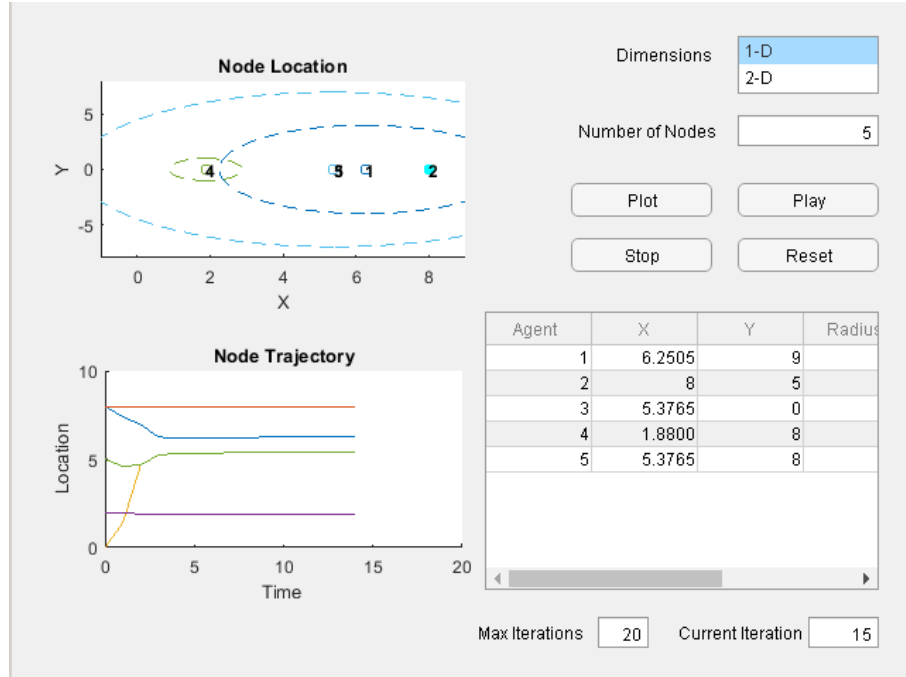 Node Location
Y
5
0
-5
4
5
1
2
0 2 4 6 8
X
Dimensions
1-D
2-D
Number of Nodes 5
Plot Play
Stop Reset
Node Trajectory
Location
10
5
0
0 5 10 15 20
Time
Agent X Y Radius
1 6.2505 9
2 8 5
3 5.3765 0
4 1.8800 8
5 5.3765 8
Max Iterations 20 Current Iteration 15